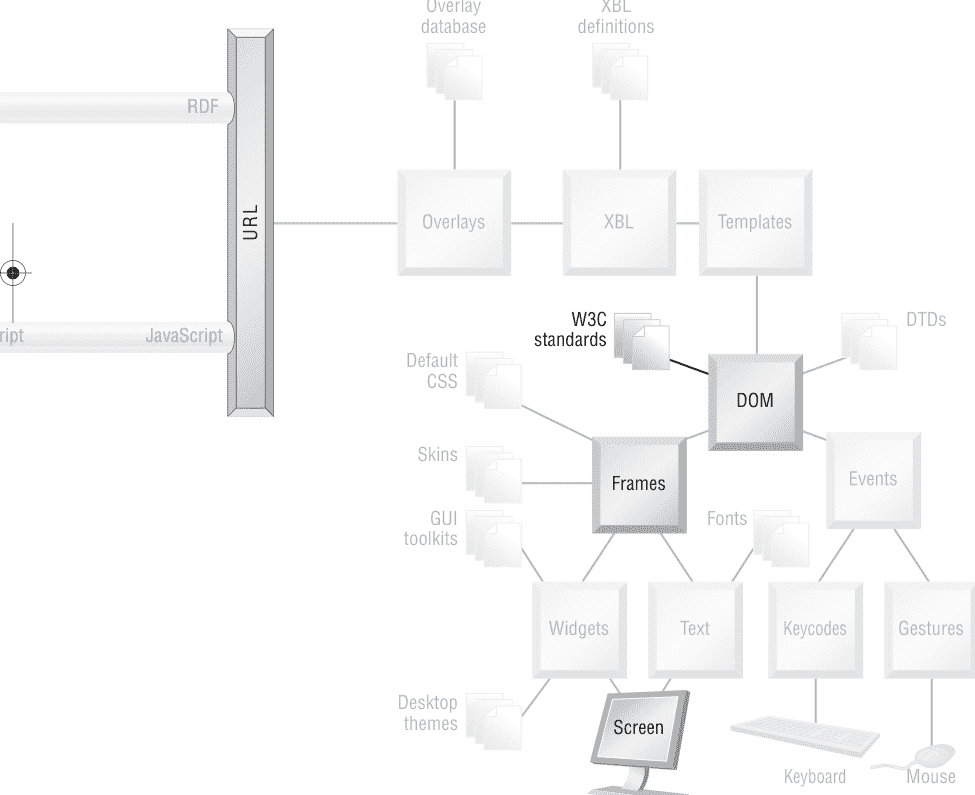 Overlay
database
XBL
definitions
RDF
URL
Overlays
XBL
Templates
W3C
standards
DTDs
ript
JavaScript
Default
CSS
DOM
Skins
Frames
Events
GUI
toolkits
Fonts
Widgets
Text
Keycodes
Gestures
Desktop
themes
Screen
Keyboard
Mouse